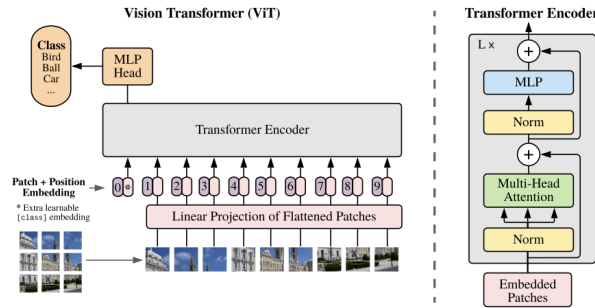 Vision Transformer (ViT)
Class
Bird
Ball
Car
...
MLP
Head
Transformer Encoder
Patch + Position
Embedding
0 * 1 2 3 4 5 6 7 8 9
* Extra learnable
[class] embedding
Linear Projection of Flattened Patches
Transformer Encoder
L x
+
MLP
Norm
+
Multi-Head
Attention
Norm
Embedded
Patches